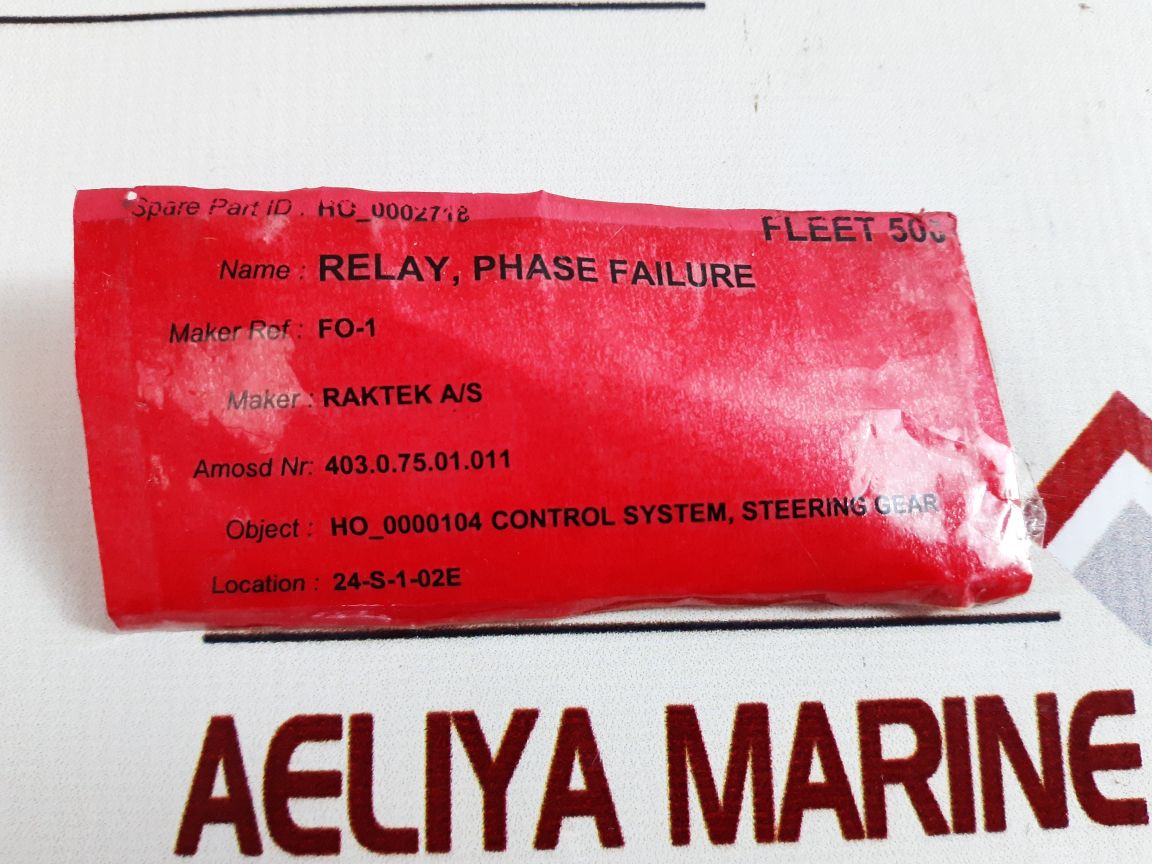 Spare Part ID : HO_0002718
FLEET
Name : RELAY, PHASE FAILURE
Maker Ref : FO-1
Maker : RAKTEK A/S
Amosd Nr: 403.0.75.01.011
Object : HO_0000104 CONTROL SYSTEM, STEERING GEAR
Location : 24-S-1-02E
AELIYA MARINE